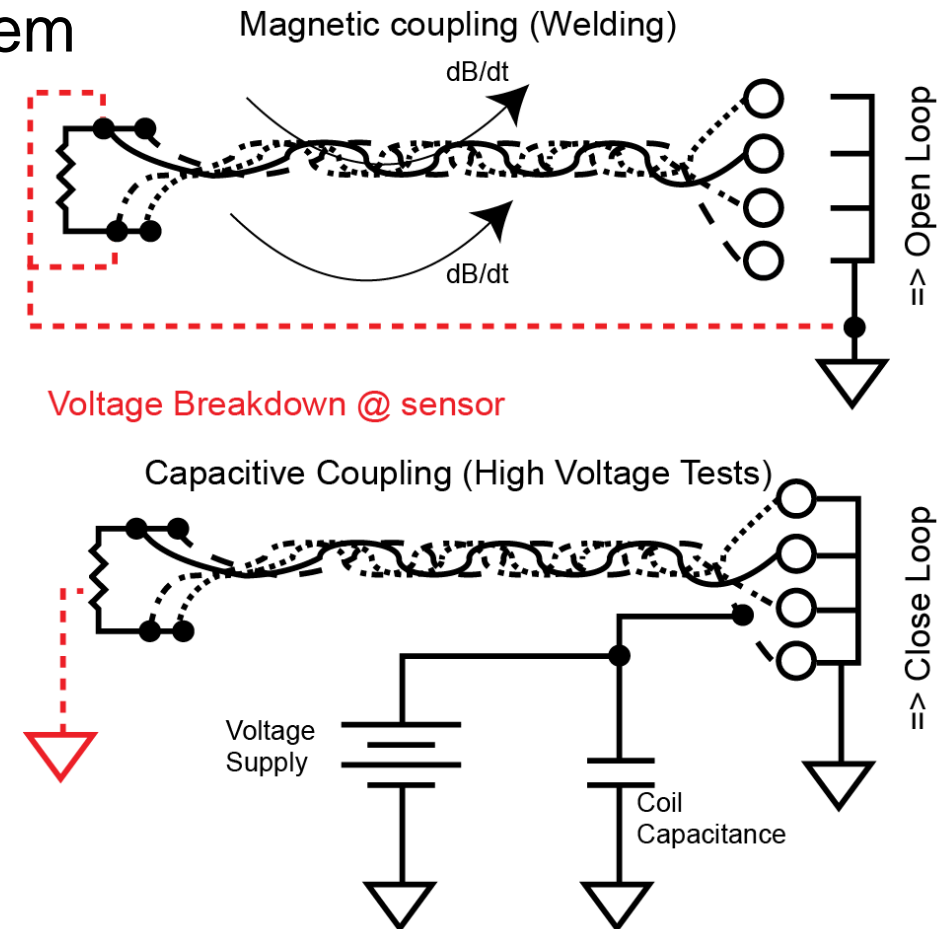 em
Magnetic coupling (Welding)
dB/dt
dB/dt
=> Open Loop
Voltage Breakdown @ sensor
Capacitive Coupling (High Voltage Tests)
=> Close Loop
Voltage
Supply
Coil
Capacitance